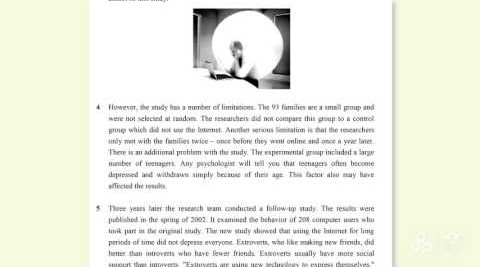 4 However, the study has a number of limitations. The 93 families are a small group and
were not selected at random. The researchers did not compare this group to a control
group which did not use the Internet. Another serious limitation is that the researchers
only met with the families twice – once before they went online and once a year later.
There is an additional problem with the study. The experimental group included a large
number of teenagers. Any psychologist will tell you that teenagers often become
depressed and withdrawn simply because of their age. This factor also may have
affected the results.
5 Three years later the research team conducted a follow-up study. The results were
published in the spring of 2002. It examined the behavior of 208 computer users who
took part in the original study. The new study showed that using the Internet for long
periods of time did not depress everyone. Extroverts, who like making new friends, did
better than introverts who have fewer friends. Extroverts usually have more social
support than introverts. "Extroverts are using new technology to express themselves,"